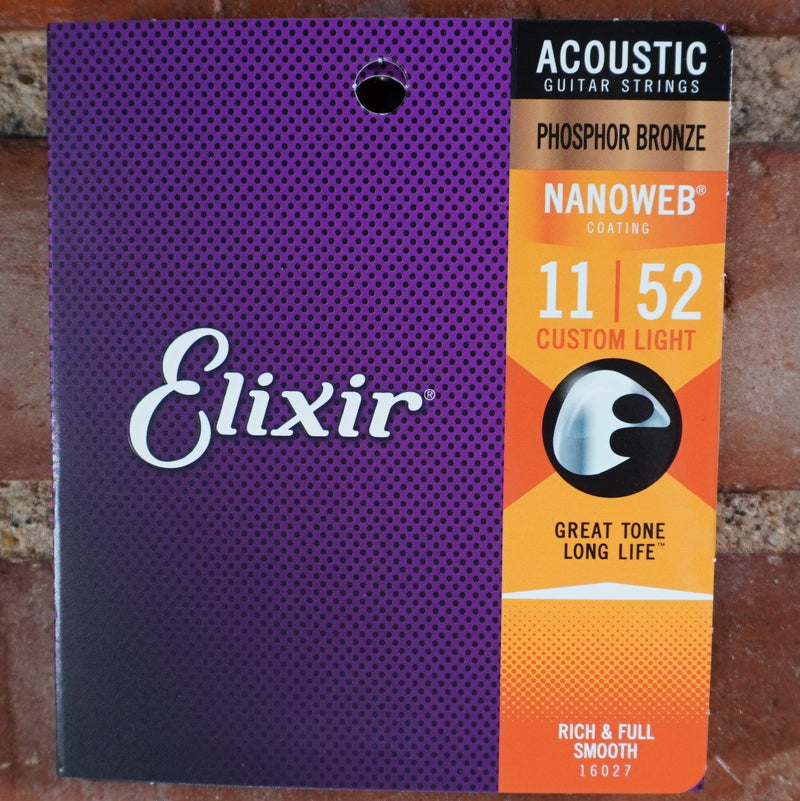 Elixir®
ACOUSTIC
GUITAR STRINGS
PHOSPHOR BRONZE
NANOWEB®
COATING
11 | 52
CUSTOM LIGHT
GREAT TONE
LONG LIFE™
RICH & FULL
SMOOTH
16027